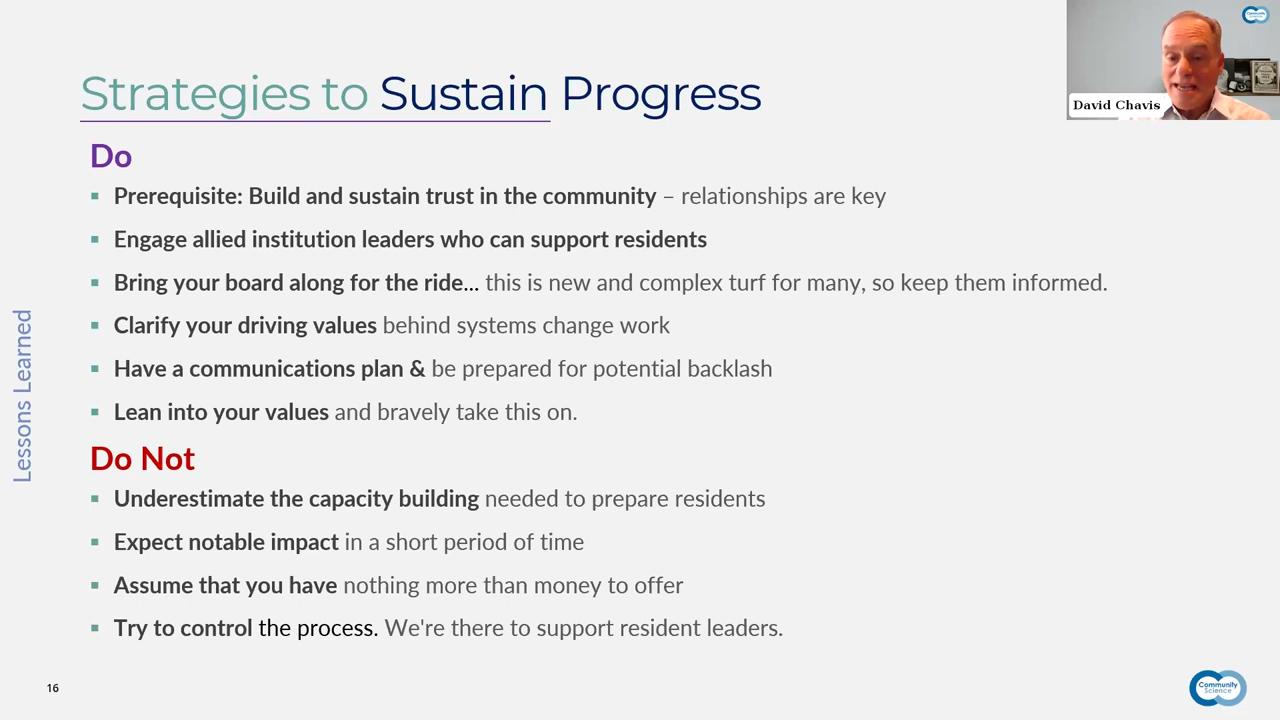 Community
Science
David Chavis
Strategies to Sustain Progress
Do
Prerequisite: Build and sustain trust in the community – relationships are key
Engage allied institution leaders who can support residents
Bring your board along for the ride... this is new and complex turf for many, so keep them informed.
Clarify your driving values behind systems change work
Have a communications plan & be prepared for potential backlash
Lean into your values and bravely take this on.
Lessons Learned
Do Not
Underestimate the capacity building needed to prepare residents
Expect notable impact in a short period of time
Assume that you have nothing more than money to offer
Try to control the process. We're there to support resident leaders.
16
Community
Science